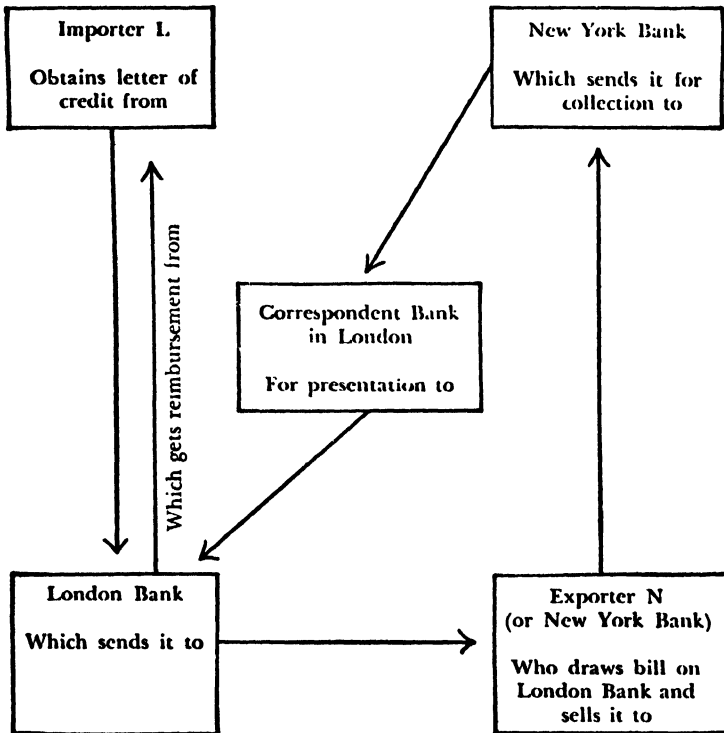 Importer L
Obtains letter of
credit from
New York Bank
Which sends it for
collection to
Which gets reimbursement from
Correspondent Bank
in London
For presentation to
London Bank
Which sends it to
Exporter N
(or New York Bank)
Who draws bill on
London Bank and
sells it to